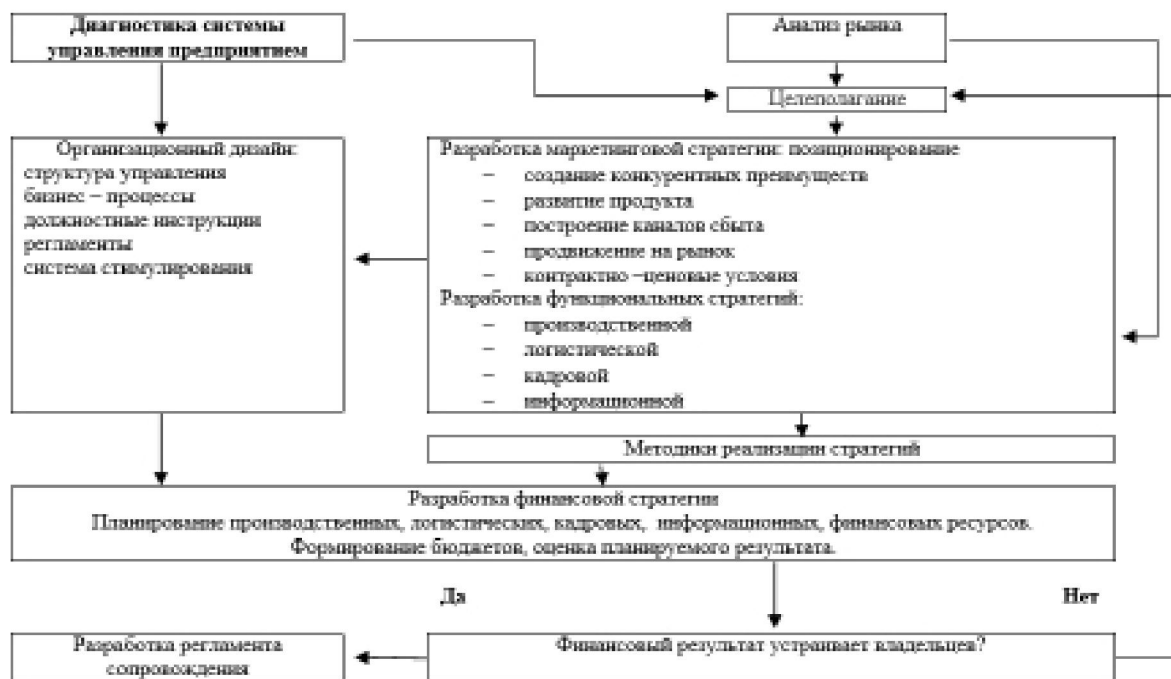 Диагностика системы
управления предприятием
Анализ рынка
Целеполагание
Организационный дизайн:
структура управления
бизнес – процессы
должностные инструкции
регламенты
система стимулирования
Разработка маркетинговой стратегии: позиционирование
– создание конкурентных преимуществ
– развитие продукта
– построение каналов сбыта
– продвижение на рынок
– контрактно –ценовые условия
Разработка функциональных стратегий:
– производственной
– логистической
– кадровой
– информационной
Методики реализации стратегий
Разработка финансовой стратегии
Планирование производственных, логистических, кадровых, информационных, финансовых ресурсов.
Формирование бюджетов, оценка планируемого результата.
Да
Нет
Разработка регламента
сопровождения
Финансовый результат устраивает владельцев?